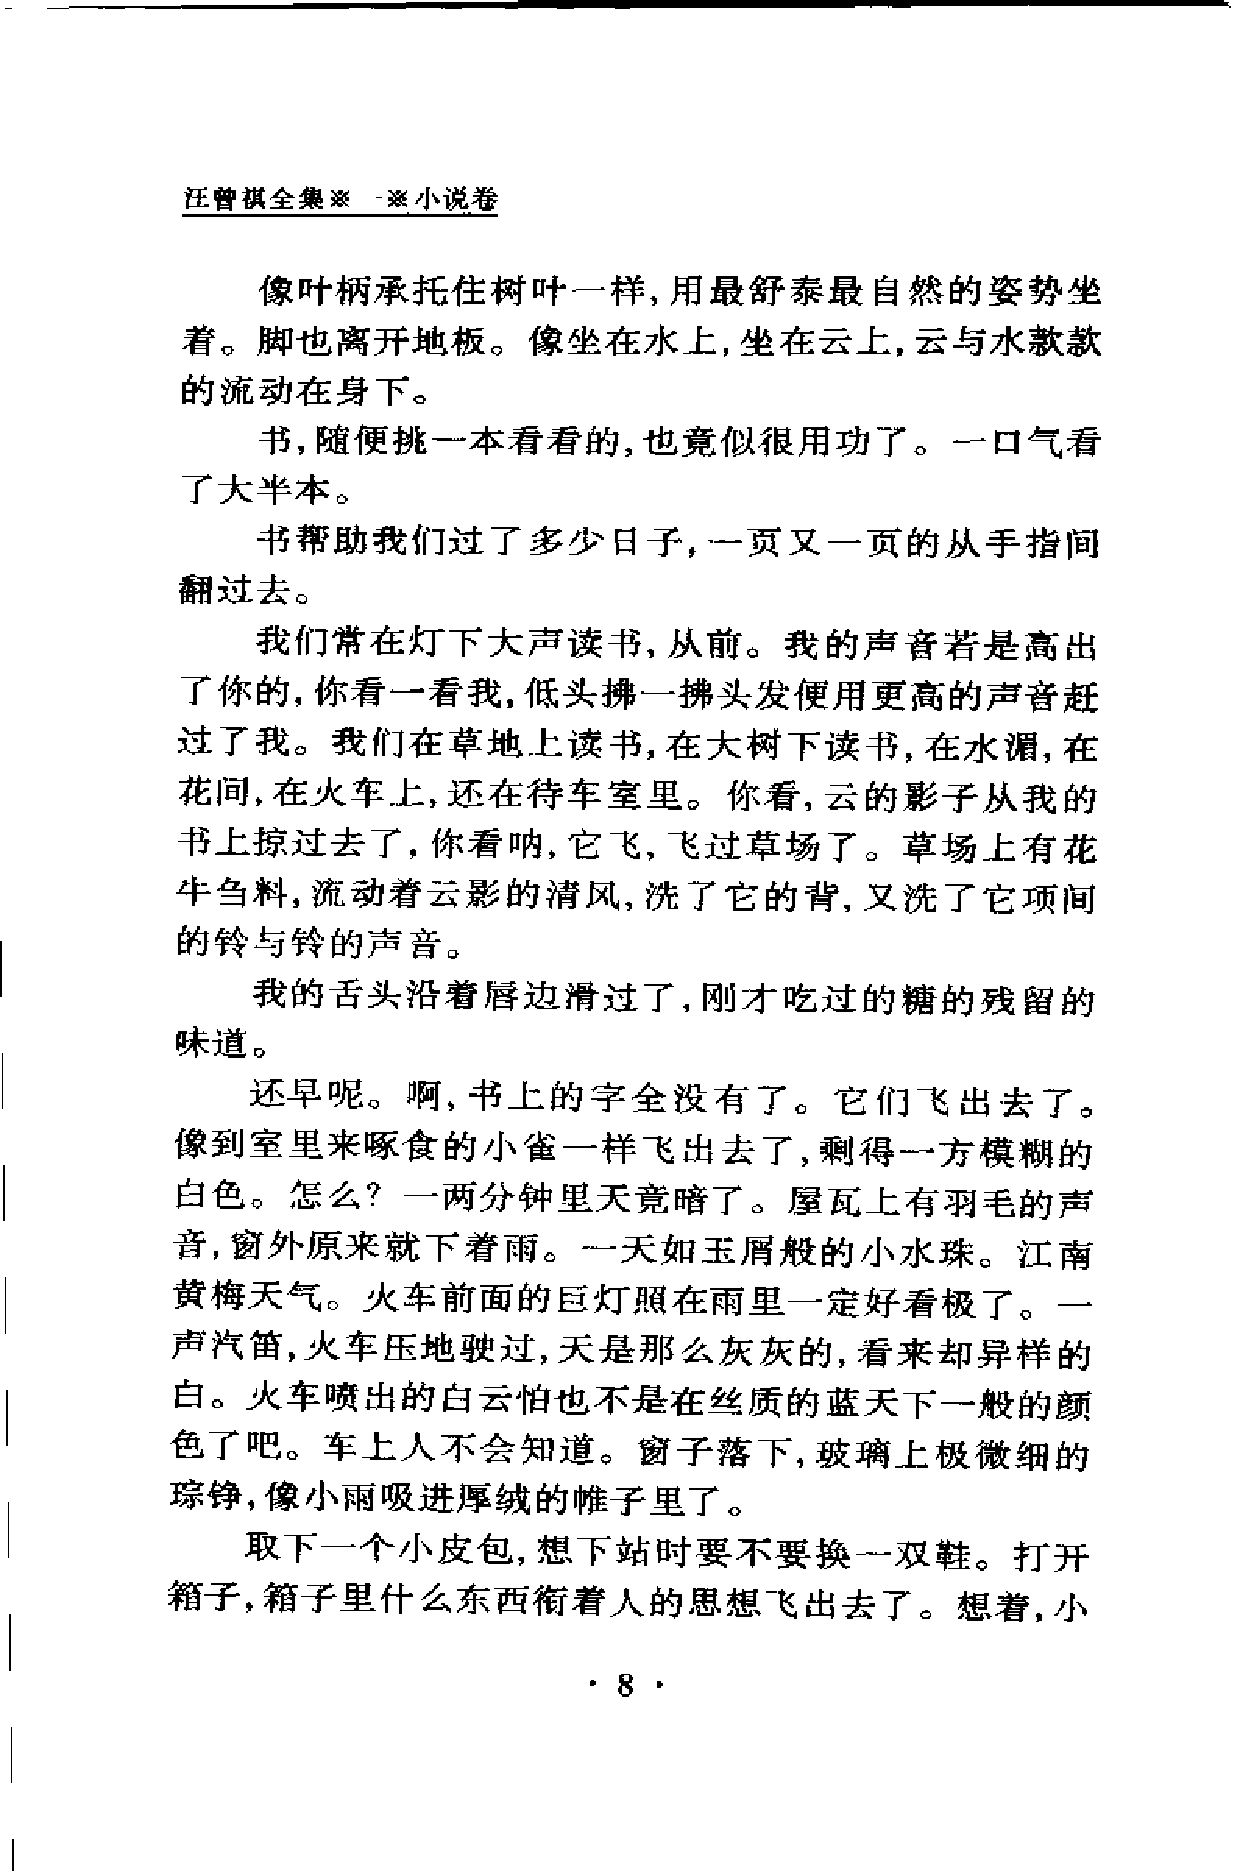 汪曾祺全集※ 一※小说卷
像叶柄承托住树叶一样,用最舒泰最自然的姿势坐
着。脚也离开地板。像坐在水上,坐在云上,云与水款款
的流动在身下。
书,随便挑一本看看的,也竟似很用功了。一口气看
了大半本。
书帮助我们过了多少日子,一页又一页的从手指间
翻过去。
我们常在灯下大声读书,从前。我的声音若是高出
了你的,你看一看我,低头拂一拂头发便用更高的声音赶
过了我。我们在草地上读书,在大树下读书,在水湄,在
花间,在火车上,还在待车室里。你看,云的影子从我的
书上掠过去了,你看呐,它飞,飞过草场了。草场上有花
牛刍料,流动着云影的清风,洗了它的背,又洗了它项间
的铃与铃的声音。
我的舌头沿着唇边滑过了,刚才吃过的糖的残留的
味道。
还早呢。啊,书上的字全没有了。它们飞出去了。
像到室里来啄食的小雀一样飞出去了,剩得一方模糊的
白色。怎么?一两分钟里天竟暗了。屋瓦上有羽毛的声
音,窗外原来就下着雨。一天如玉屑般的小水珠。江南
黄梅天气。火车前面的巨灯照在雨里一定好看极了。一
声汽笛,火车压地驶过,天是那么灰灰的,看来却异样的
白。火车喷出的白云怕也不是在丝质的蓝天下一般的颜
色了吧。车上人不会知道。窗子落下,玻璃上极微细的
琮铮,像小雨吸进厚绒的帷子里了。
取下一个小皮包,想下站时要不要换一双鞋。打开
箱子,箱子里什么东西衔着人的思想飞出去了。想着,小
·8·